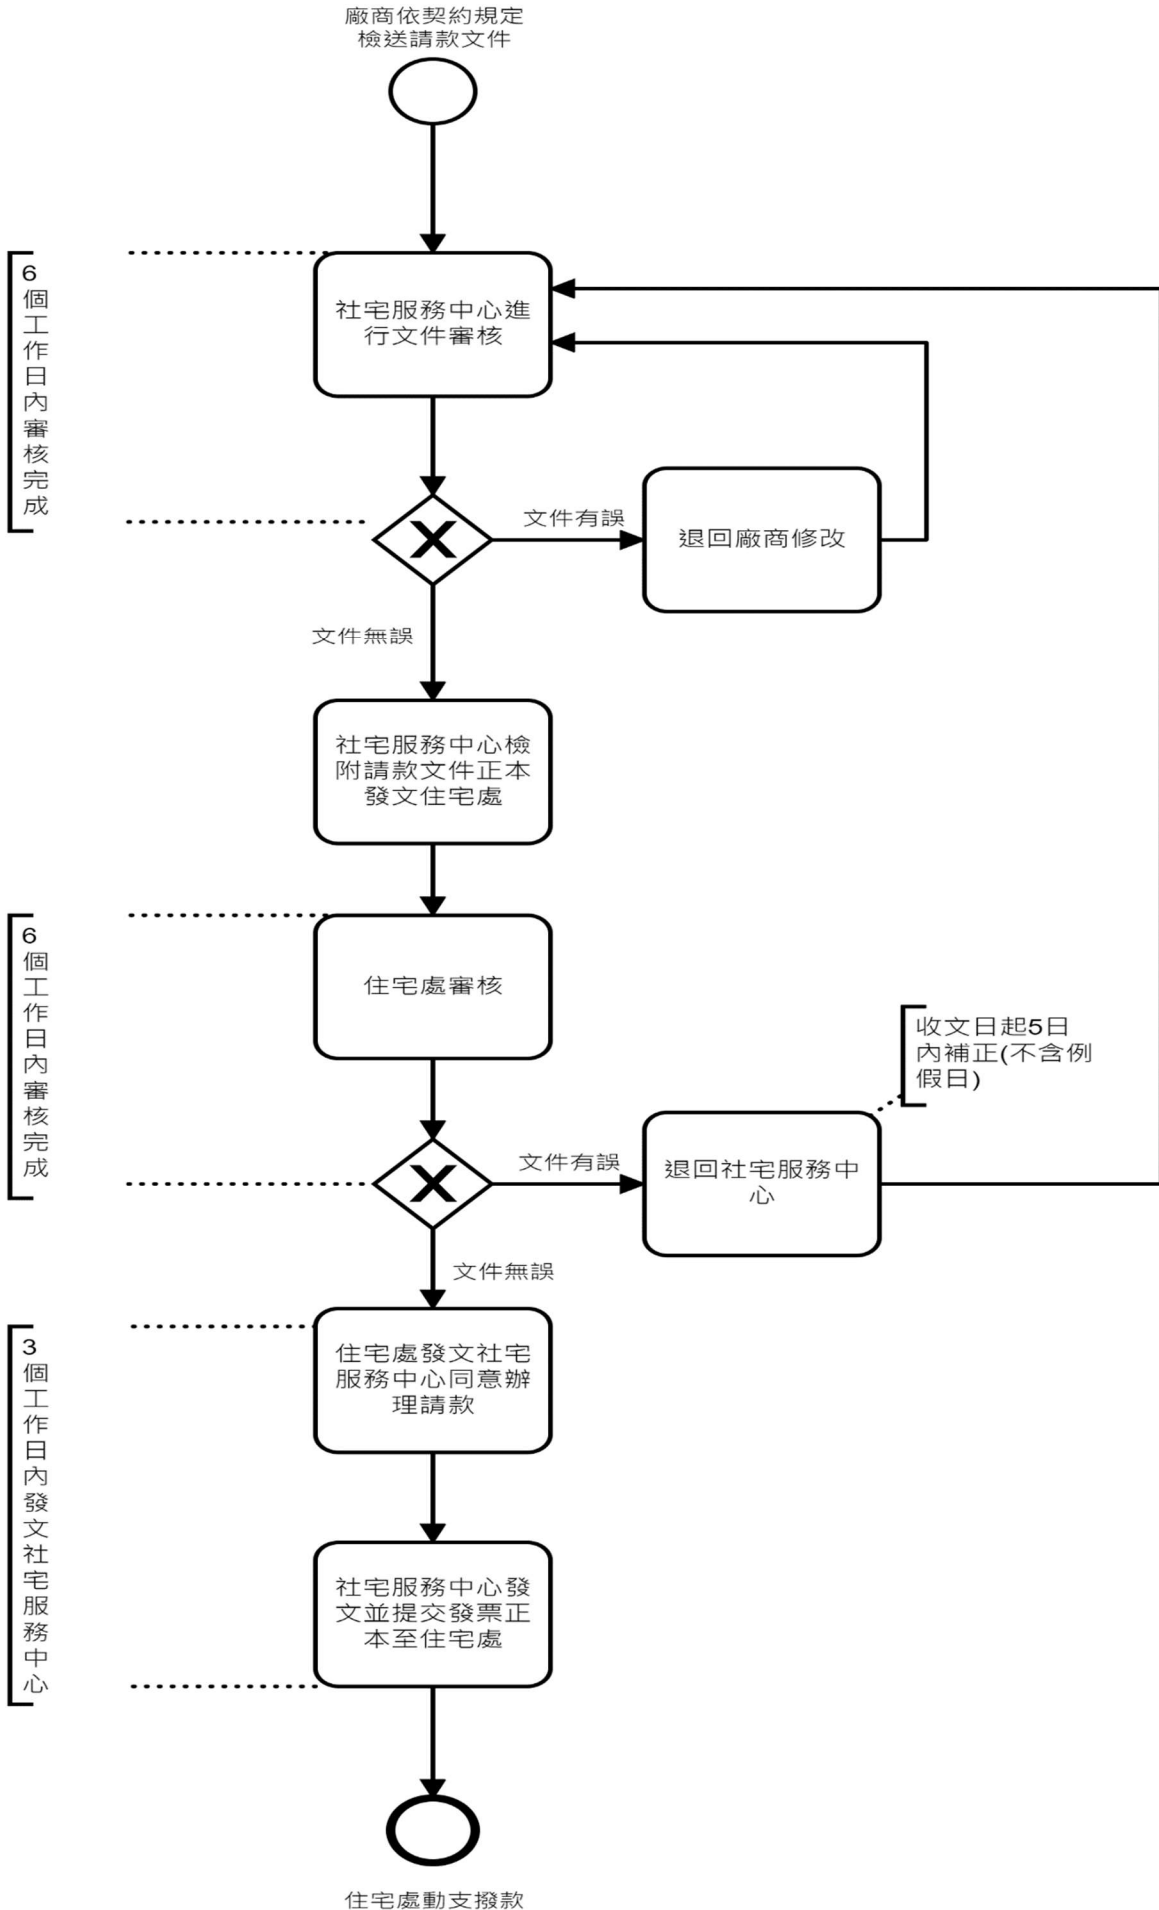 廠商依契約規定
檢送請款文件
6
個
工
作
日
內
審
核
完
成
社宅服務中心進
行文件審核
文件有誤
退回廠商修改
文件無誤
社宅服務中心檢
附請款文件正本
發文住宅處
6
個
工
作
日
內
審
核
完
成
住宅處審核
收文日起5日
內補正(不含例
假日)
文件有誤
退回社宅服務中
心
文件無誤
3
個
工
作
日
內
發
文
社
宅
服
務
中
心
住宅處發文社宅
服務中心同意辦
理請款
社宅服務中心發
文並提交發票正
本至住宅處
住宅處動支撥款